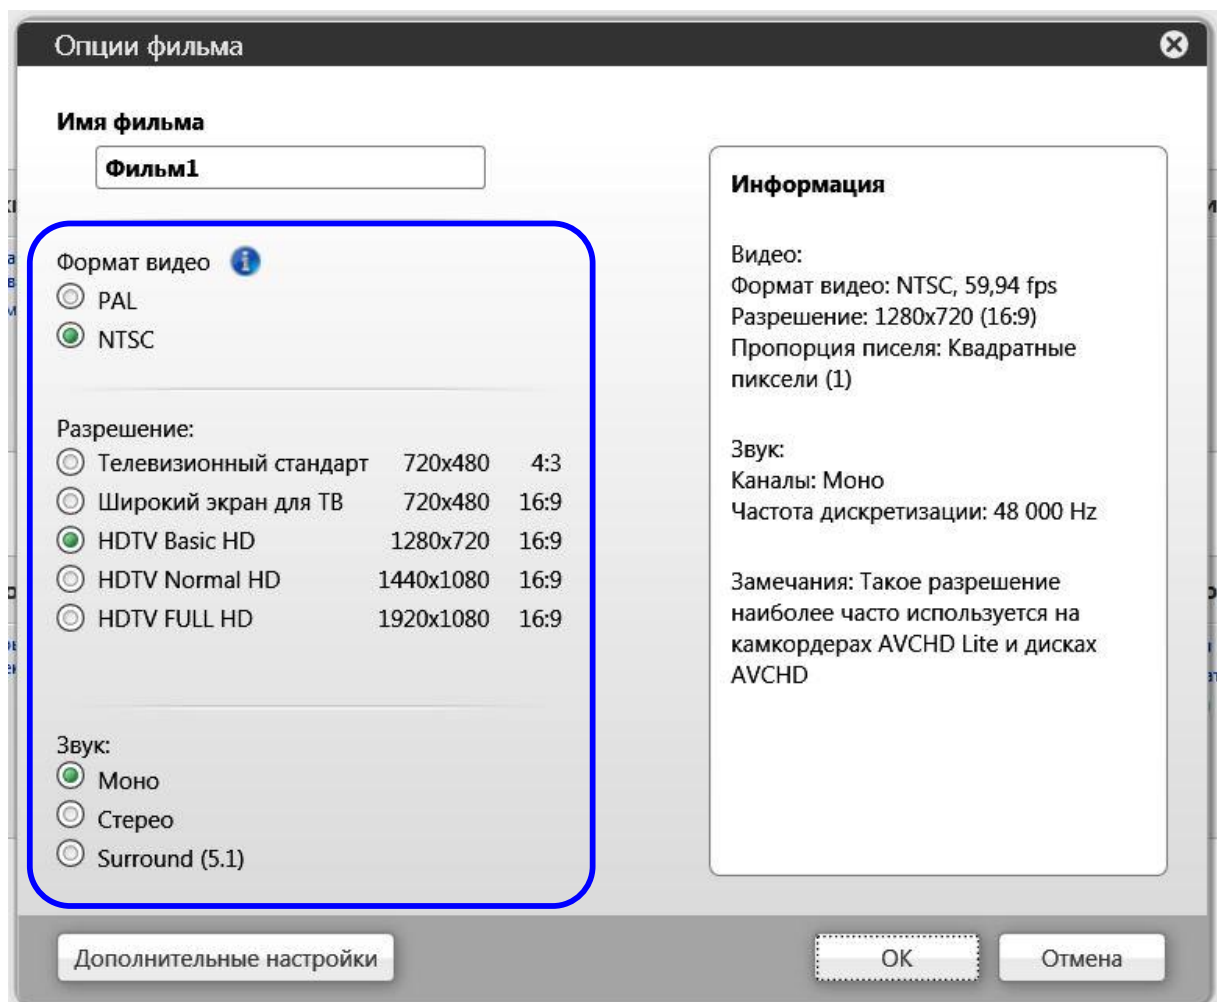 Опции фильма
Имя фильма
Фильм1
Формат видео
PAL
NTSC
Разрешение:
Телевизионный стандарт 720x480 4:3
Широкий экран для ТВ 720x480 16:9
HDTV Basic HD 1280x720 16:9
HDTV Normal HD 1440x1080 16:9
HDTV FULL HD 1920x1080 16:9
Звук:
Моно
Стерео
Surround (5.1)
Информация
Видео:
Формат видео: NTSC, 59,94 fps
Разрешение: 1280x720 (16:9)
Пропорция писеля: Квадратные
пиксели (1)
Звук:
Каналы: Моно
Частота дискретизации: 48 000 Hz
Замечания: Такое разрешение
наиболее часто используется на
камкордерах AVCHD Lite и дисках
AVCHD
Дополнительные настройки
OK
Отмена